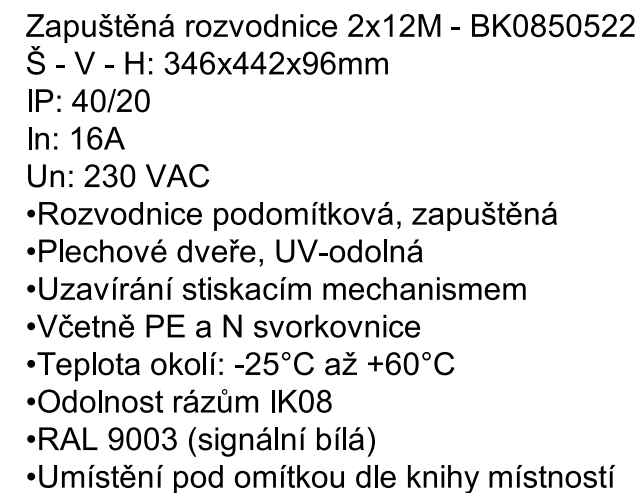 Zapuštěná rozvodnice 2x12M - BK0850522
Š - V - H: 346x442x96mm
IP: 40/20
In: 16A
Un: 230 VAC
•Rozvodnice podomítková, zapuštěná
•Plechové dveře, UV-odolná
•Uzavírání stiskacím mechanismem
•Včetně PE a N svorkovnice
•Teplota okolí: -25°C až +60°C
•Odolnost rázům IK08
•RAL 9003 (signální bílá)
•Umístění pod omítkou dle knihy místností